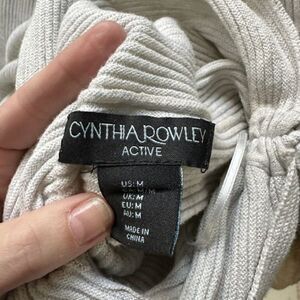 CYNTHIA ROWLEY
ACTIVE
US: M
UK: M
EU: M
AU: M
MADE IN
CHINA